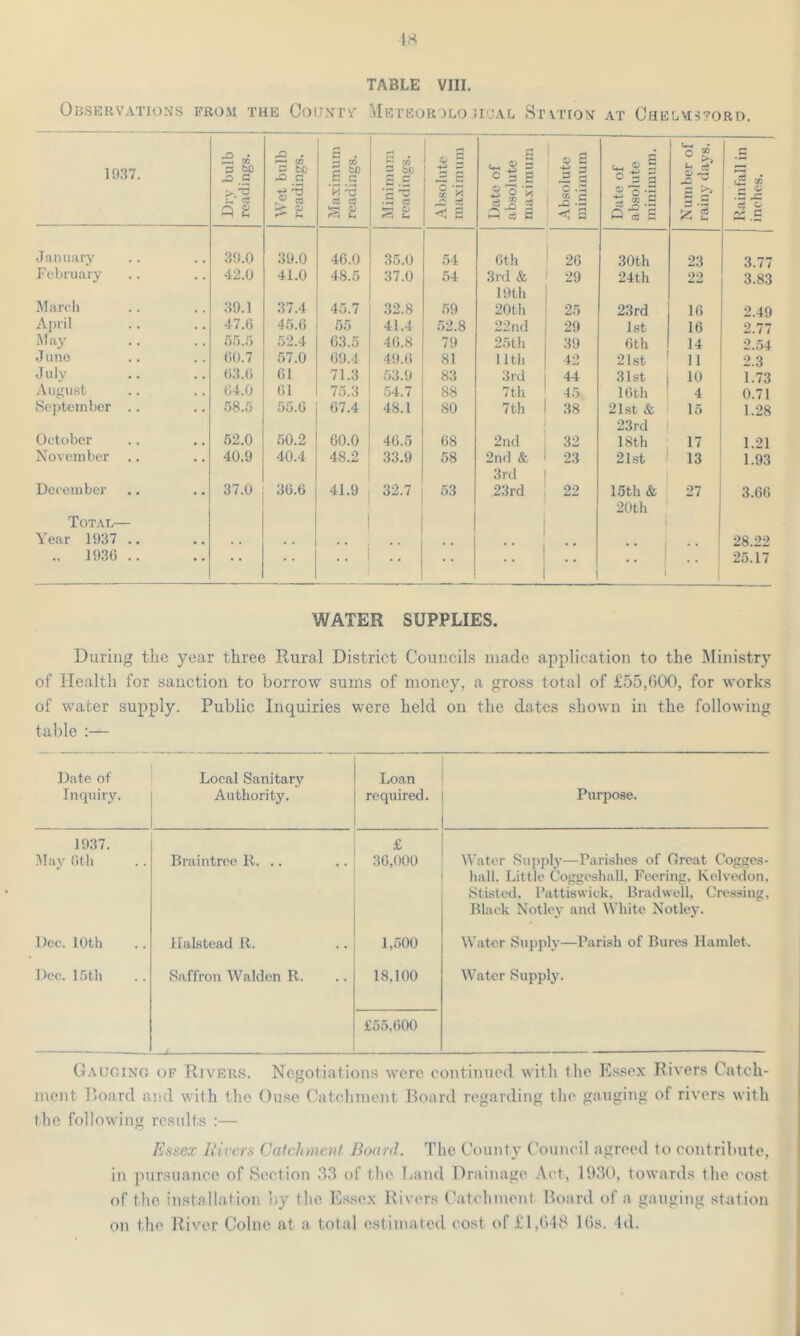 48
TABLE VIII.
Observations from the County Meteorological Station at Chelmsford.
1937. Dry bulb readings. Wet bulb readings. Maximum readings. Minimum readings. Absolute maximum Date of absolute maximum Absolute minimum Date of absolute minimum. Number of rainy days. Rainfall in inches.
January .. .. 39.0 39.0 46.0 35.0 54 6th 26 30th 23 3.77
February .. .. 42.0 41.0 48.5 37.0 54 3rd & 29 24th 22 3.83
19th
March .. .. 39.1 37.4 45.7 32.8 59 20th 25 23rd 16 2.49
April .. .. 47.6 45.6 55 41.4 52.8 22nd 29 1st 16 2.77
May .. .. 55.5 52.4 63.5 46.8 79 25th 39 6th 14 2.54
June .. .. 60.7 57.0 69.4 49.6 81 11th 42 21st 11 2.3
July .. .. 63.6 61 71.3 53.9 83 3rd 44 31st 10 1.73
August .. .. 64.0 61 75.3 54.7 88 7th 45 16th 4 0.71
September .. .. 58.5 55.6 67.4 48.1 80 7th 38 21st & 15 1.28
23rd
October .. .. 52.0 50.2 60.0 46.5 68 2nd 32 18th 17 1.21
November .. .. 40.9 40.4 48.2 33.9 58 2nd & 23 21st 13 1.93
3rd
December .. .. 37.0 36.6 41.9 32.7 53 23rd 22 15th & 27 3.66
20th
Total—
Year 1937 .. .. .. .. .. .. .. .. .. .. .. 28.22
.. 1936 .. .. .. .. .. .. .. .. .. .. .. 25.17
WATER SUPPLIES.
During the year three Rural District Councils made application to the Ministry
of Health for sanction to borrow sums of money, a gross total of £55,600, for works
of water supply. Public Inquiries were held on the dates shown in the following
table :—
Date of Inquiry. Local Sanitary Authority. Loan required. Purpose.
1937. £
May 6th .. Braintree R. .. .. 36,000 Water Supply—Parishes of Great Cogges-
hall, Little Coggeshall, Feering, Kelvedon,
Stisted, Pattiswick, Bradwell, Cressing,
Black Notley and White Notley.
Dec. 10th .. Halstead R. .. 1,500 Water Supply—Parish of Bures Hamlet.
Dec. 15th .. Saffron Walden R. .. 18,100 Water Supply.
£55,600
Gauging of Rivers. Negotiations were continued with the Essex Rivers Catch-
ment Board and with the Ouse Catchment Board regarding the gauging of rivers with
the following results :—
Essex Rivers Catchment Board. The County Council agreed to contribute,
in pursuance of Section 33 of the Land Drainage Act, 1930, towards the cost
of the installation by the Essex Rivers Catchment Board of a gauging station
on the River Colne at a total estimated cost of £1,648 16s. 4d.